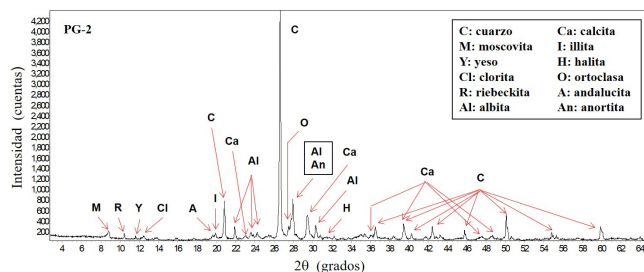 PG-2
C: cuarzo Ca: calcita
M: moscovita I: illita
Y: yeso H: halita
Cl: clorita O: ortoclasa
R: riebeckita A: andalucita
Al: albita An: anortita
Intensidad (cuentas)
4,200
4,000
3,800
3,600
3,400
3,200
3,000
2,800
2,600
2,400
2,200
2,000
1,800
1,600
1,400
1,200
1,000
800
600
400
200
C
C
O
Ca
Al
An
Ca
Al
Al
Ca
C
M
R
Y
Cl
A
I
H
4 6 8 10 12 14 16 18 20 22 24 26 28 30 32 34 36 38 40 42 44 46 48 50 52 54 56 58 60 62 64
2θ (grados)